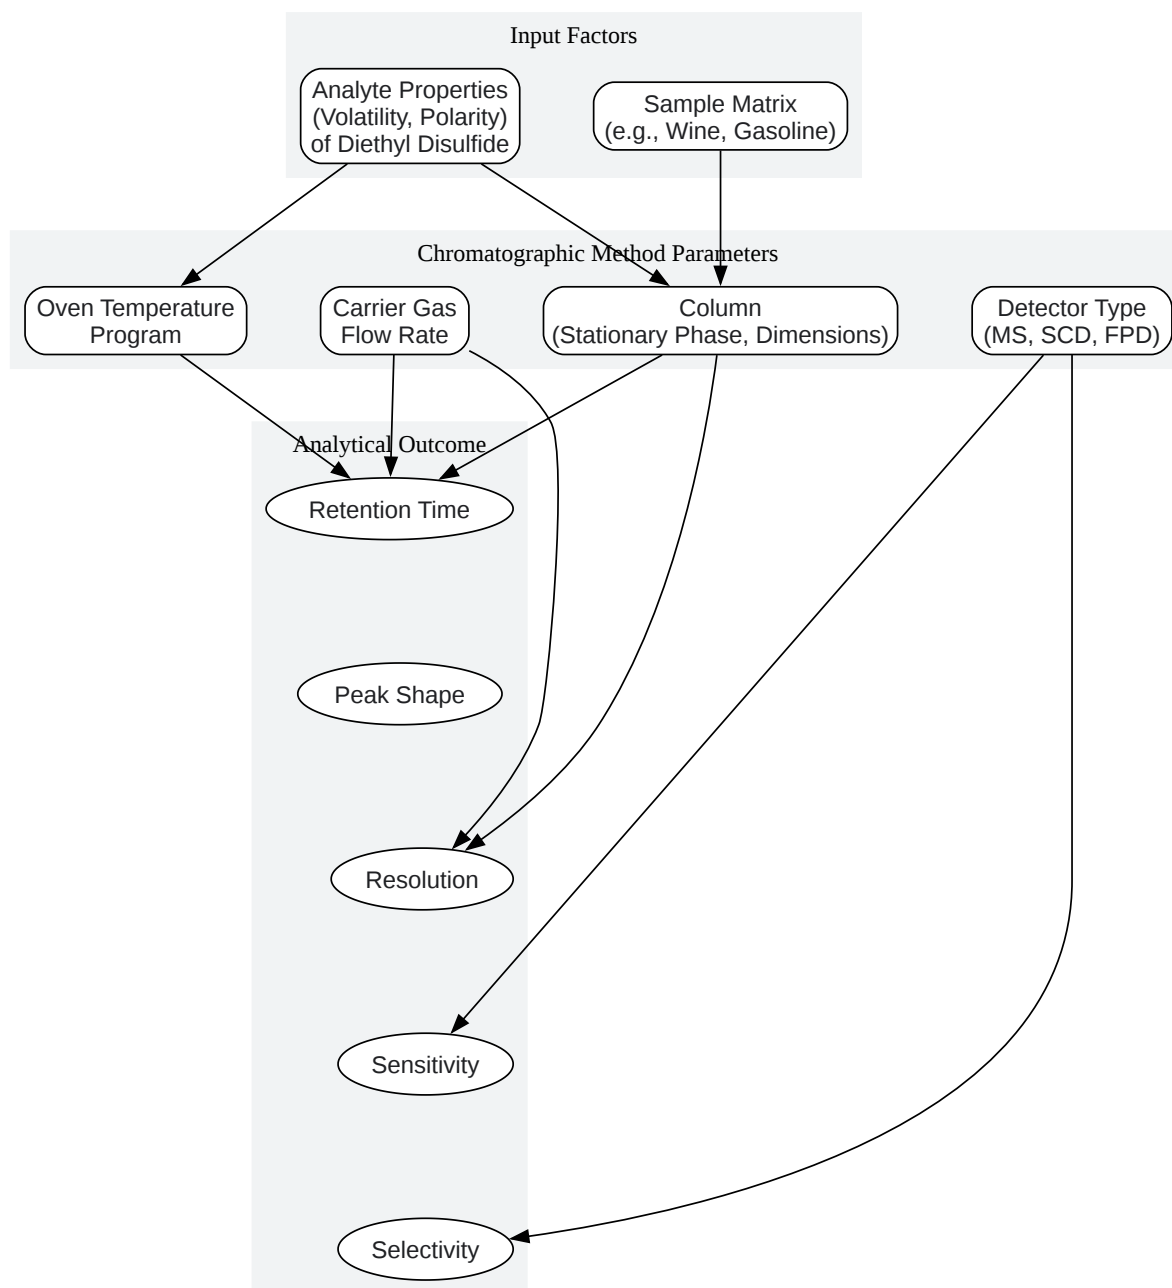 Input Factors
Analyte Properties
(Volatility, Polarity)
of Diethyl Disulfide
Sample Matrix
(e.g., Wine, Gasoline)
Chromatographic Method Parameters
Oven Temperature
Program
Carrier Gas
Flow Rate
Column
(Stationary Phase, Dimensions)
Detector Type
(MS, SCD, FPD)
Analytical Outcome
Retention Time
Peak Shape
Resolution
Sensitivity
Selectivity